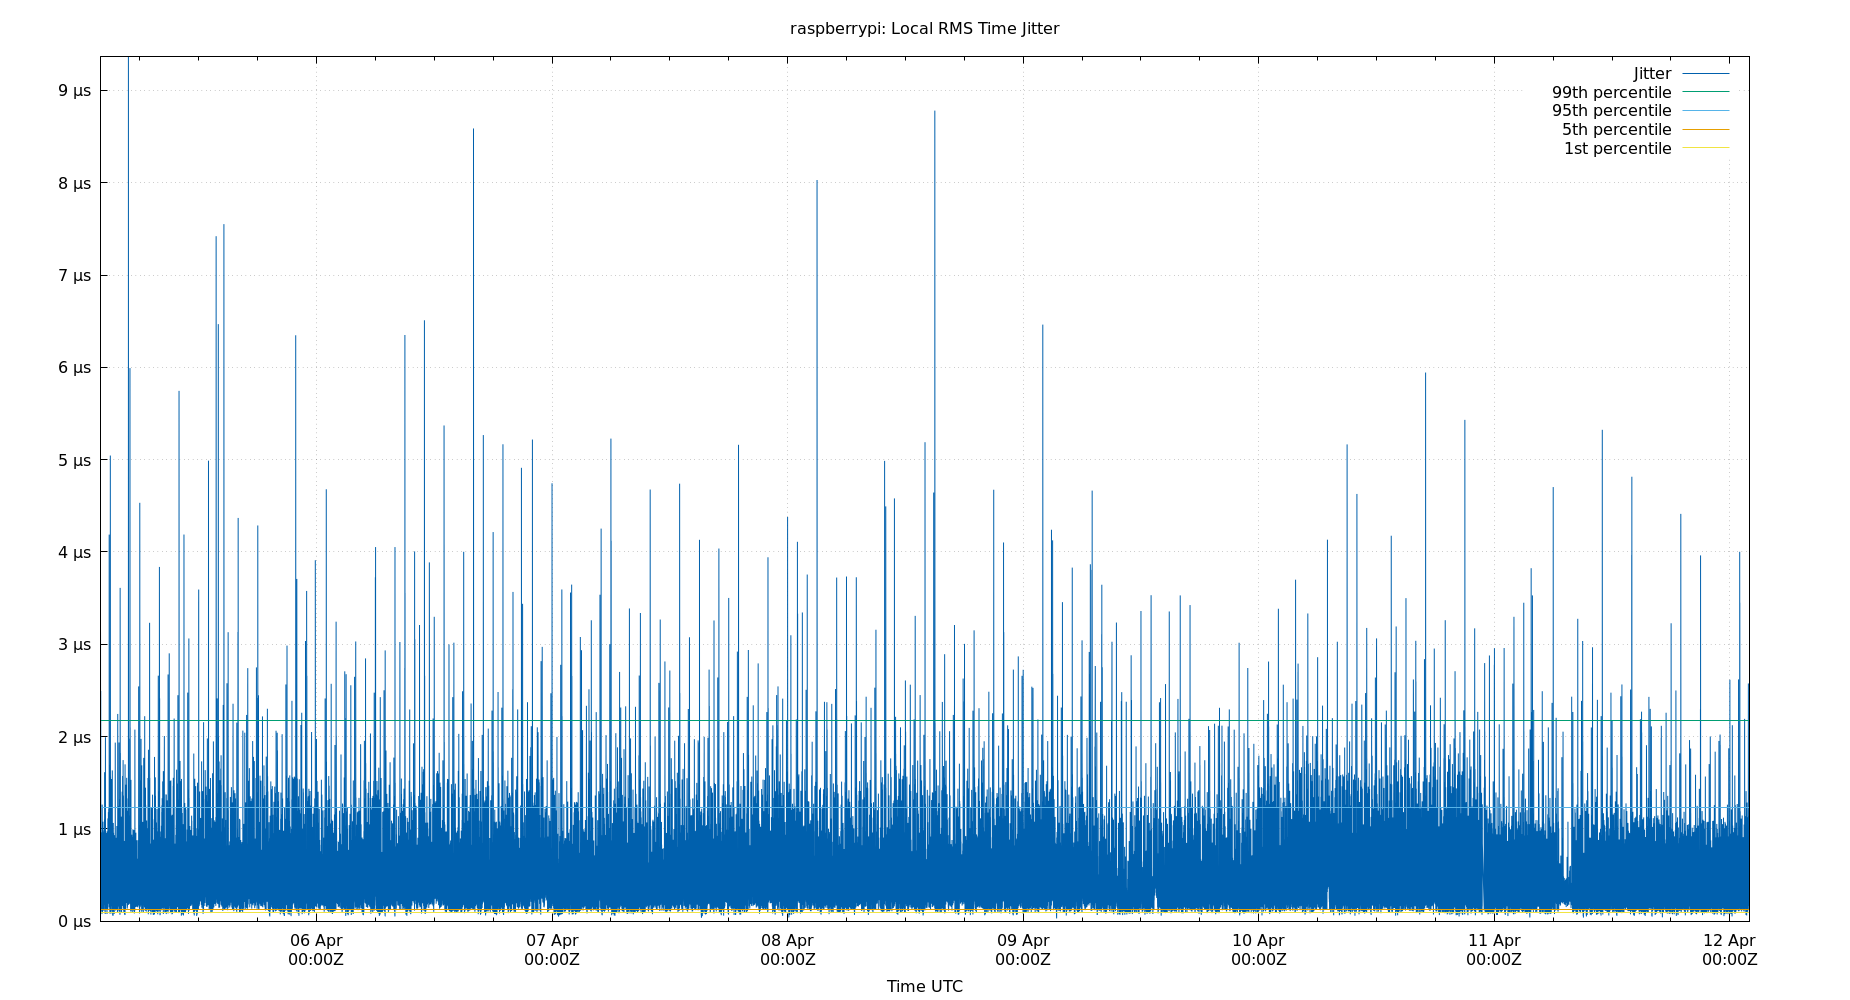 raspberrypi: Local RMS Time Jitter
Jitter
99th percentile
95th percentile
5th percentile
1st percentile
9 µs
8 µs
7 µs
6 µs
5 µs
4 µs
3 µs
2 µs
1 µs
0 µs
06 Apr 07 Apr 08 Apr 09 Apr 10 Apr 11 Apr 12 Apr
00:00Z 00:00Z 00:00Z 00:00Z 00:00Z 00:00Z 00:00Z
Time UTC